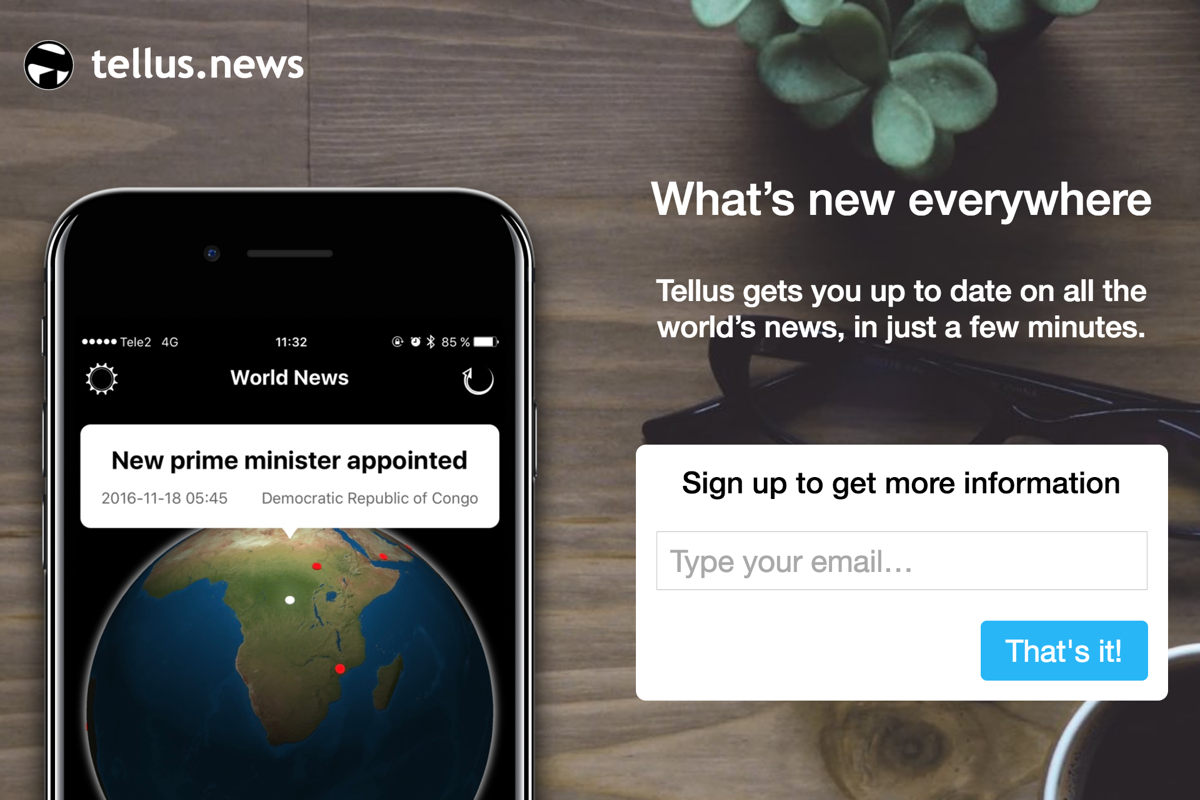 tellus.news
What's new everywhere
Tellus gets you up to date on all the
world's news, in just a few minutes.
Tele2 4G 11:32 85 %
World News
New prime minister appointed
2016-11-18 05:45 Democratic Republic of Congo
Sign up to get more information
Type your email…
That's it!